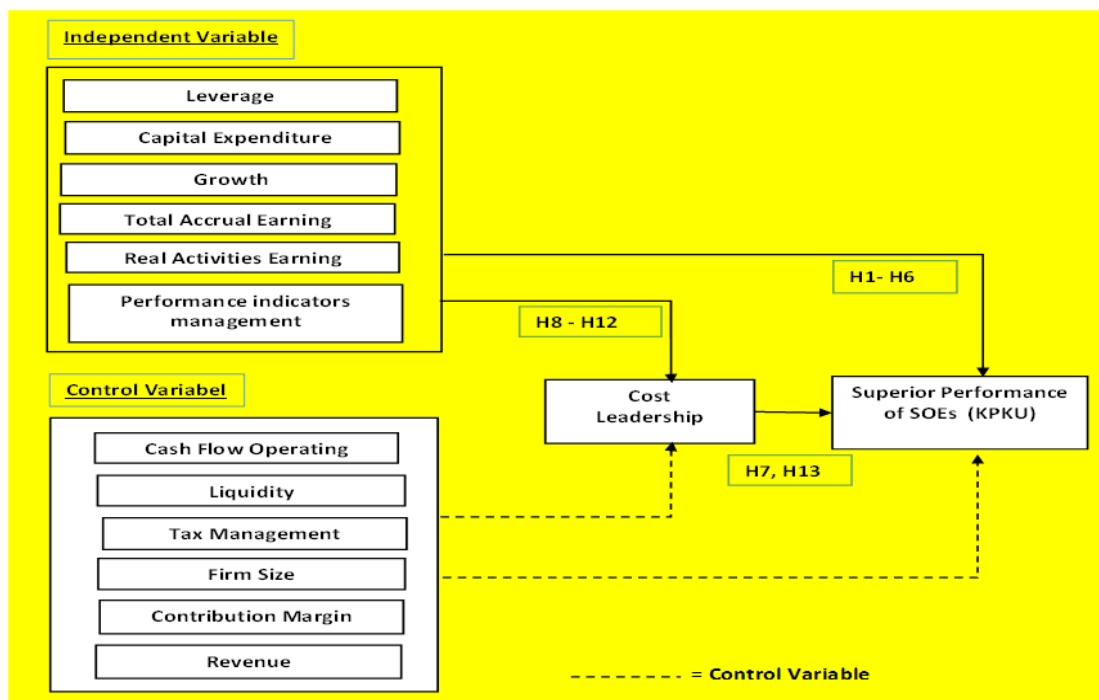 Independent Variable
Leverage
Capital Expenditure
Growth
Total Accrual Earning
Real Activities Earning
Performance indicators
management
H1- H6
H8 - H12
Control Variabel
Cost
Leadership
Superior Performance
of SOEs (KPKU)
H7, H13
Cash Flow Operating
Liquidity
Tax Management
Firm Size
Contribution Margin
Revenue
= Control Variable